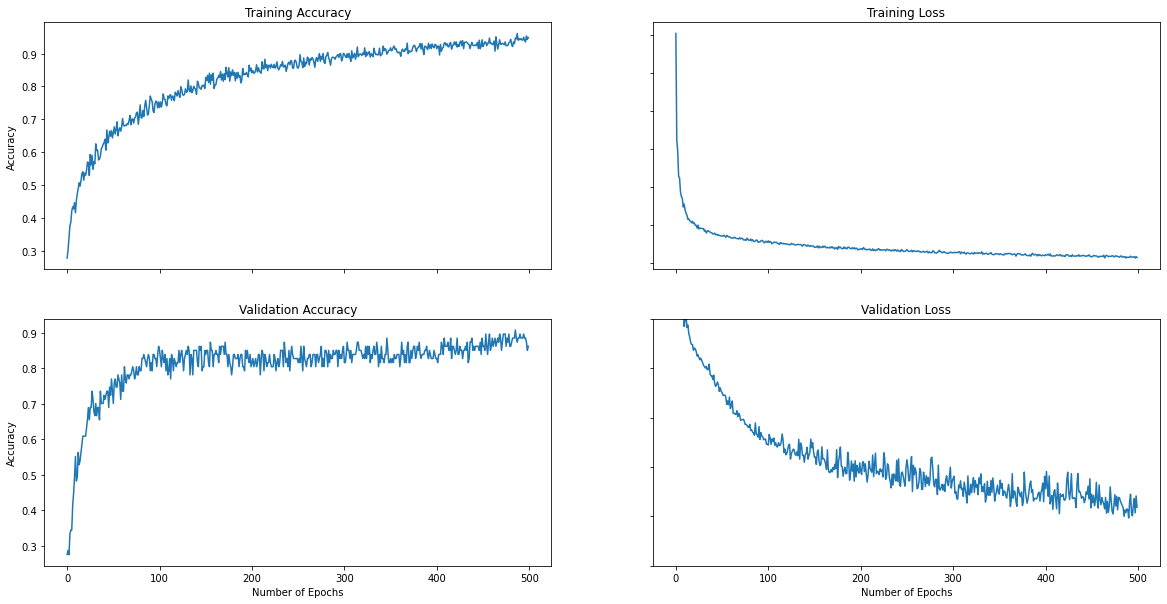 Training Accuracy
Training Loss
Accuracy
0.9
0.8
0.7
0.6
0.5
0.4
0.3
Validation Accuracy
Validation Loss
Accuracy
0.9
0.8
0.7
0.6
0.5
0.4
0.3
0 100 200 300 400 500
0 100 200 300 400 500
Number of Epochs
Number of Epochs